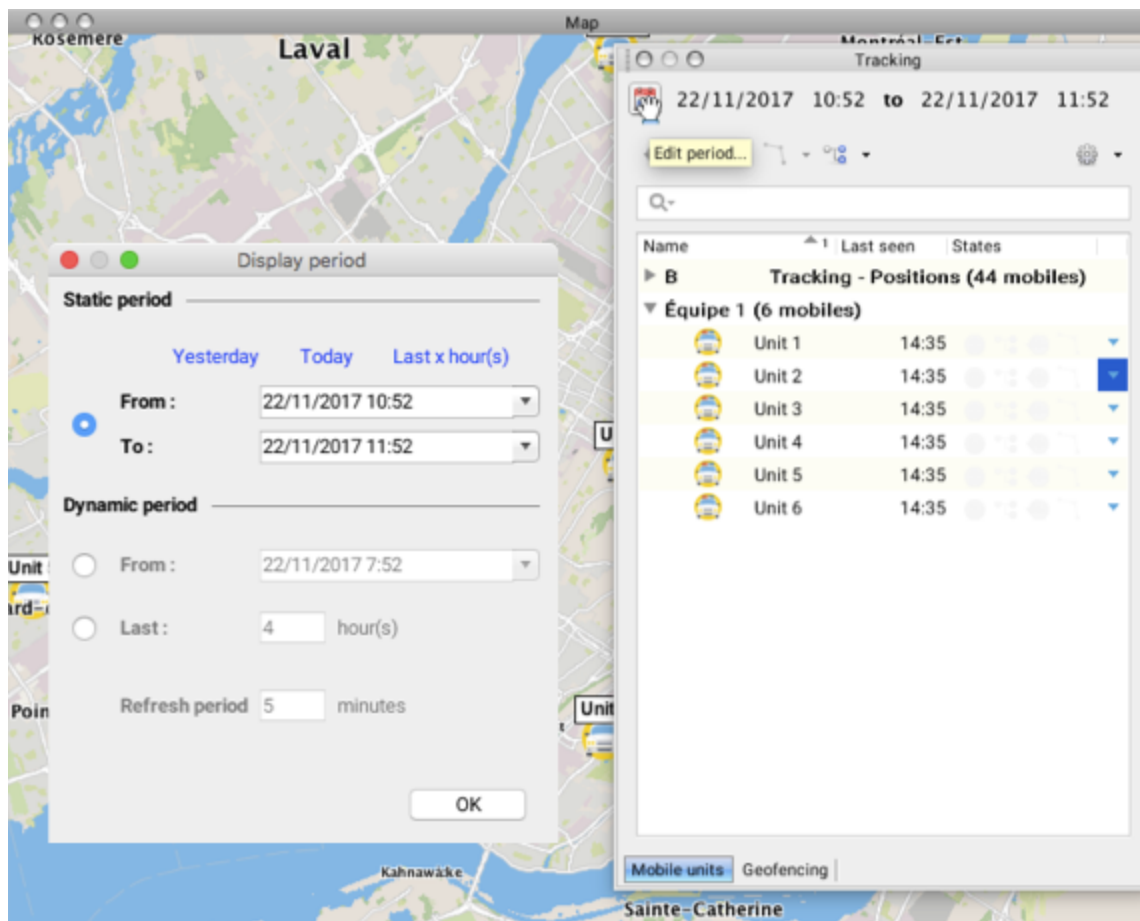 Map
Rosemère
Laval
Montréal-Est
Tracking
22/11/2017 10:52 to 22/11/2017 11:52
Edit period...
Name 1 Last seen States
B Tracking - Positions (44 mobiles)
Équipe 1 (6 mobiles)
Unit 1 14:35
Unit 2 14:35
Unit 3 14:35
Unit 4 14:35
Unit 5 14:35
Unit 6 14:35
Mobile units Geofencing
Display period
Static period
Yesterday Today Last x hour(s)
From : 22/11/2017 10:52
To : 22/11/2017 11:52
Dynamic period
From : 22/11/2017 7:52
Last : 4 hour(s)
Refresh period 5 minutes
OK
Unit
Unit
Kahnawake
Sainte-Catherine